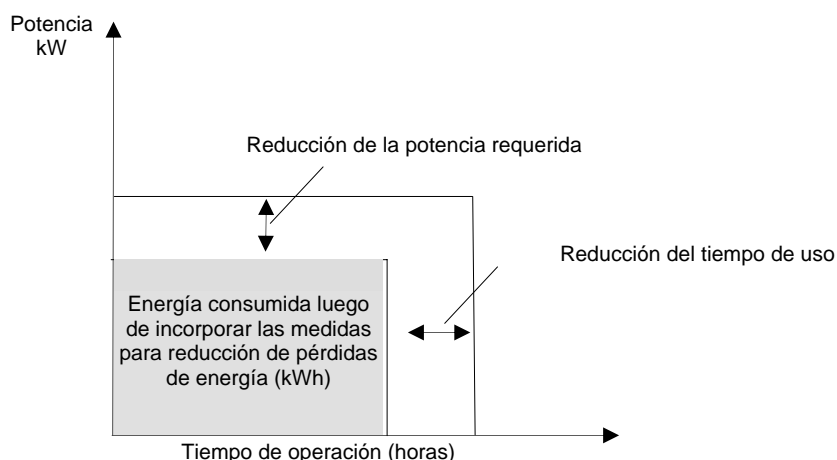 Potencia
kW
Reducción de la potencia requerida
Reducción del tiempo de uso
Energía consumida luego
de incorporar las medidas
para reducción de pérdidas
de energía (kWh)
Tiempo de operación (horas)